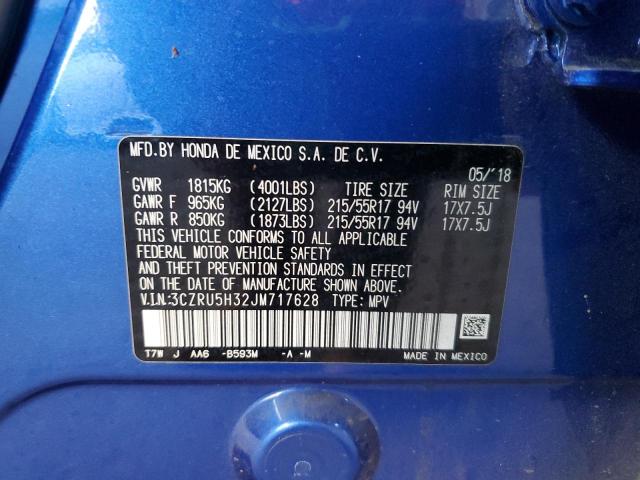 MFD.BY HONDA DE MEXICO S.A. DE C.V.
05/'18
GVWR 1815KG (4001LBS) TIRE SIZE RIM SIZE
GAWR F 965KG (2127LBS) 215/55R17 94V 17X7.5J
GAWR R 850KG (1873LBS) 215/55R17 94V 17X7.5J
THIS VEHICLE CONFORMS TO ALL APPLICABLE
FEDERAL MOTOR VEHICLE SAFETY
AND THEFT PREVENTION STANDARDS IN EFFECT ON THE
DATE OF MANUFACTURE SHOWN ABOVE.
V.I.N:3CZRU5H32JM717628 TYPE: MPV
T7W J AA6 -B593M -A -M
MADE IN MEXICO